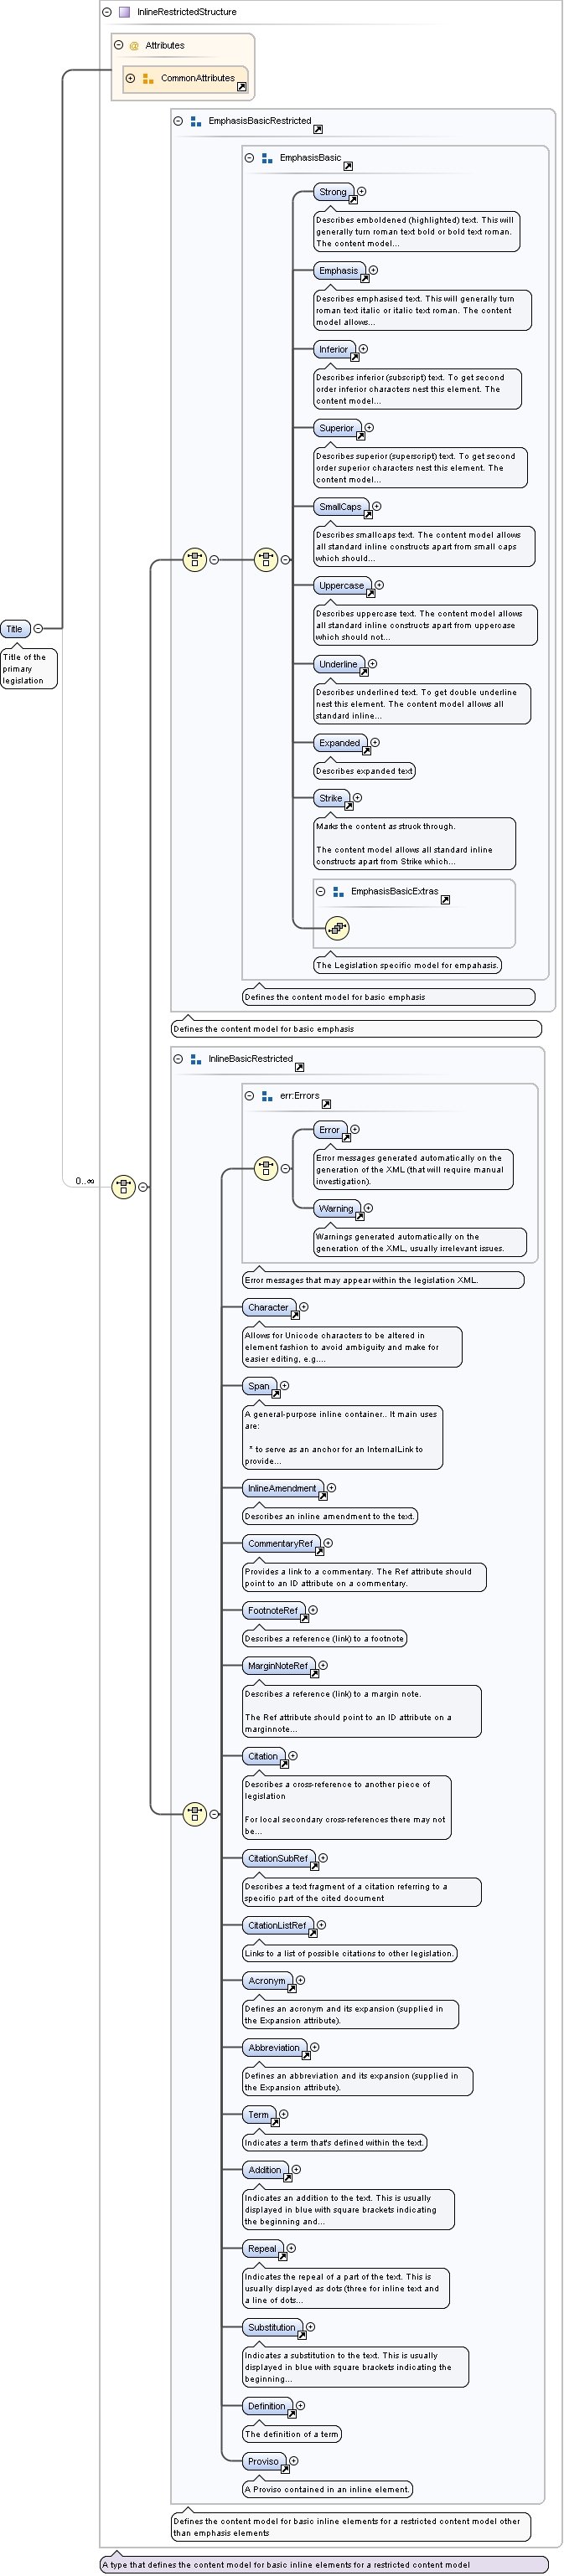 InlineRestrictedStructure
@ Attributes
CommonAttributes
EmphasisBasicRestricted
EmphasisBasic
Strong
Describes emboldened (highlighted) text. This will
generally turn roman text bold or bold text roman.
The content model...
Emphasis
Describes emphasised text. This will generally turn
roman text italic or italic text roman. The content
model allows...
Inferior
Describes inferior (subscript) text. To get second
order inferior characters nest this element. The
content model...
Superior
Describes superior (superscript) text. To get second
order superior characters nest this element. The
content model...
SmallCaps
Describes smallcaps text. The content model allows
all standard inline constructs apart from small caps
which should...
Uppercase
Describes uppercase text. The content model allows
all standard inline constructs apart from uppercase
which should not...
Title
Title of the
primary
legislation
Underline
Describes underlined text. To get double underline
nest this element. The content model allows all
standard inline...
Expanded
Describes expanded text
Strike
Marks the content as struck through.
The content model allows all standard inline
constructs apart from Strike which...
EmphasisBasicExtras
The Legislation specific model for empahasis.
Defines the content model for basic emphasis
Defines the content model for basic emphasis
InlineBasicRestricted
err:Errors
Error
Error messages generated automatically on the
generation of the XML (that will require manual
investigation).
0..∞
Warning
Warnings generated automatically on the
generation of the XML, usually irrelevant issues.
Error messages that may appear within the legislation XML.
Character
Allows for Unicode characters to be altered in
element fashion to avoid ambiguity and make for
easier editing, e.g....
Span
A general-purpose inline container.. It main uses
are:
* to serve as an anchor for an InternalLink to
provide...
InlineAmendment
Describes an inline amendment to the text.
CommentaryRef
Provides a link to a commentary. The Ref attribute should
point to an ID attribute on a commentary.
FootnoteRef
Describes a reference (link) to a footnote
MarginNoteRef
Describes a reference (link) to a margin note.
The Ref attribute should point to an ID attribute on a
marginnote...
Citation
Describes a cross-reference to another piece of
legislation
For local secondary cross-references there may not
be...
CitationSubRef
Describes a text fragment of a citation referring to a
specific part of the cited document
CitationListRef
Links to a list of possible citations to other legislation.
Acronym
Defines an acronym and its expansion (supplied in
the Expansion attribute).
Abbreviation
Defines an abbreviation and its expansion (supplied in
the Expansion attribute).
Term
Indicates a term that's defined within the text.
Addition
Indicates an addition to the text. This is usually
displayed in blue with square brackets indicating
the beginning and...
Repeal
Indicates the repeal of a part of the text. This is
usually displayed as dots (three for inline text and
a line of dots...
Substitution
Indicates a substitution to the text. This is usually
displayed in blue with square brackets indicating the
beginning...
Definition
The definition of a term
Proviso
A Proviso contained in an inline element.
Defines the content model for basic inline elements for a restricted content model other
than emphasis elements
A type that defines the content model for basic inline elements for a restricted content model